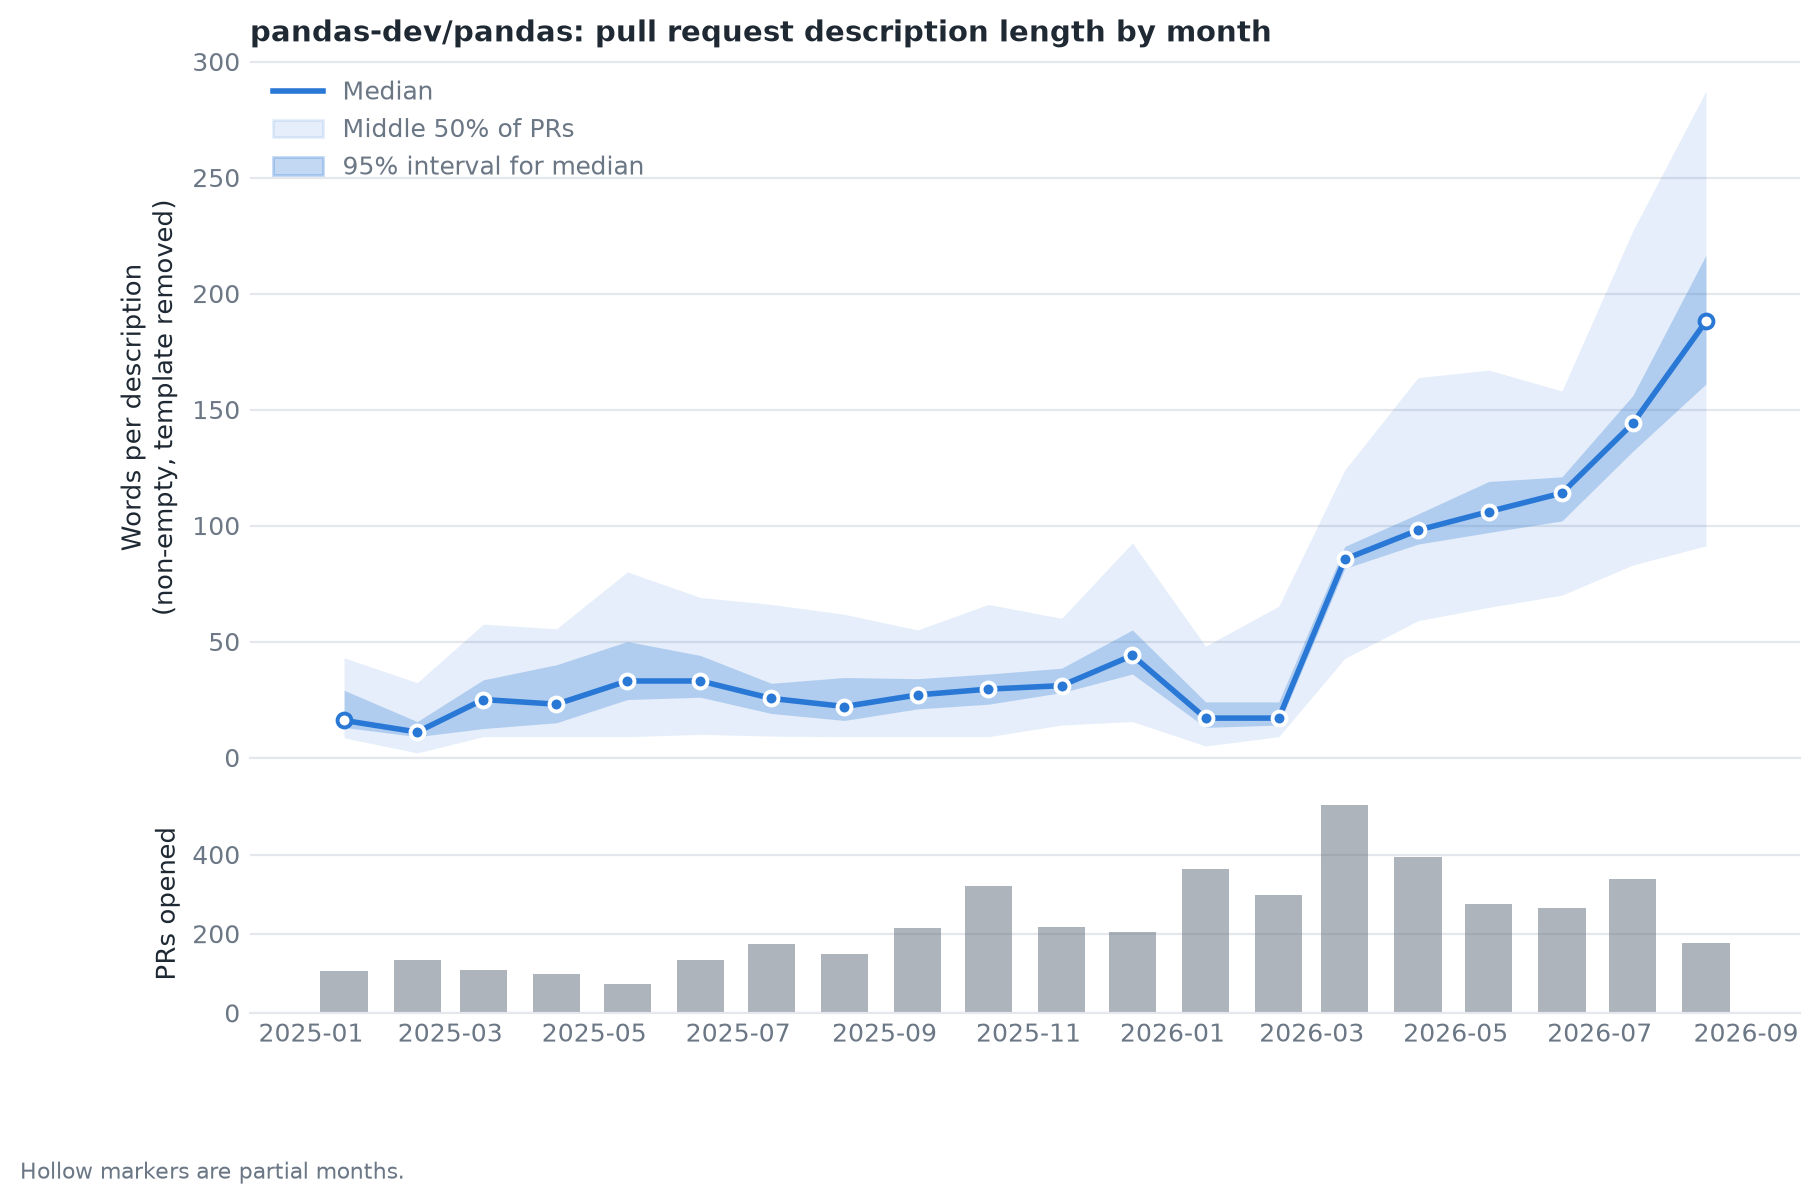 pandas-dev/pandas: pull request description length by month
300
250
200
150
100
50
0
Words per description
(non-empty, template removed)
Median
Middle 50% of PRs
95% interval for median
PRs opened
400
200
0
2025-01 2025-03 2025-05 2025-07 2025-09 2025-11 2026-01 2026-03 2026-05 2026-07 2026-09
Hollow markers are partial months.